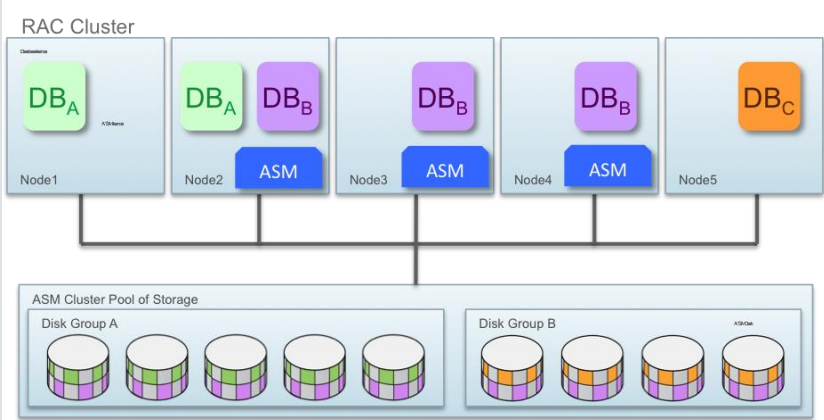 RAC Cluster
DBA
Node1
DBA
DBB
ASM
Node2
DBB
ASM
Node3
DBB
ASM
Node4
DBC
Node5
ASM Cluster Pool of Storage
Disk Group A
Disk Group B